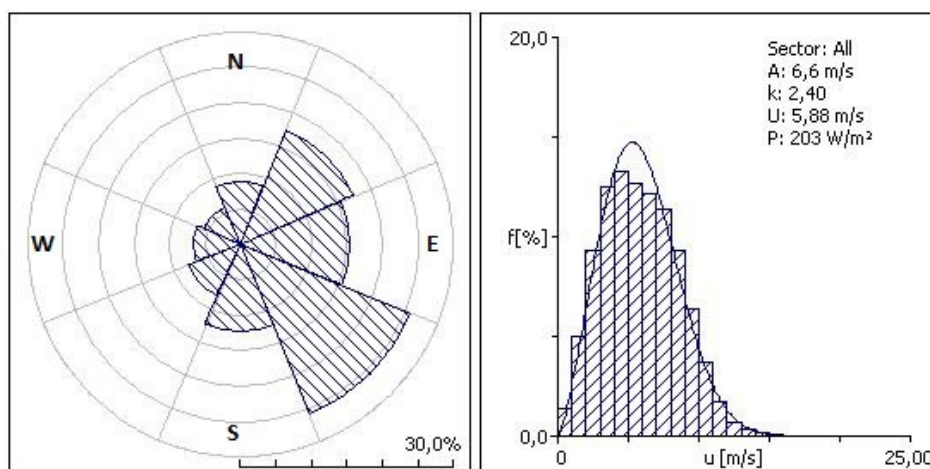 N
W
E
S
30,0%
20,0
Sector: All
A: 6,6 m/s
k: 2,40
U: 5,88 m/s
P: 203 W/m²
f[%]
0,0
0
u [m/s]
25,00